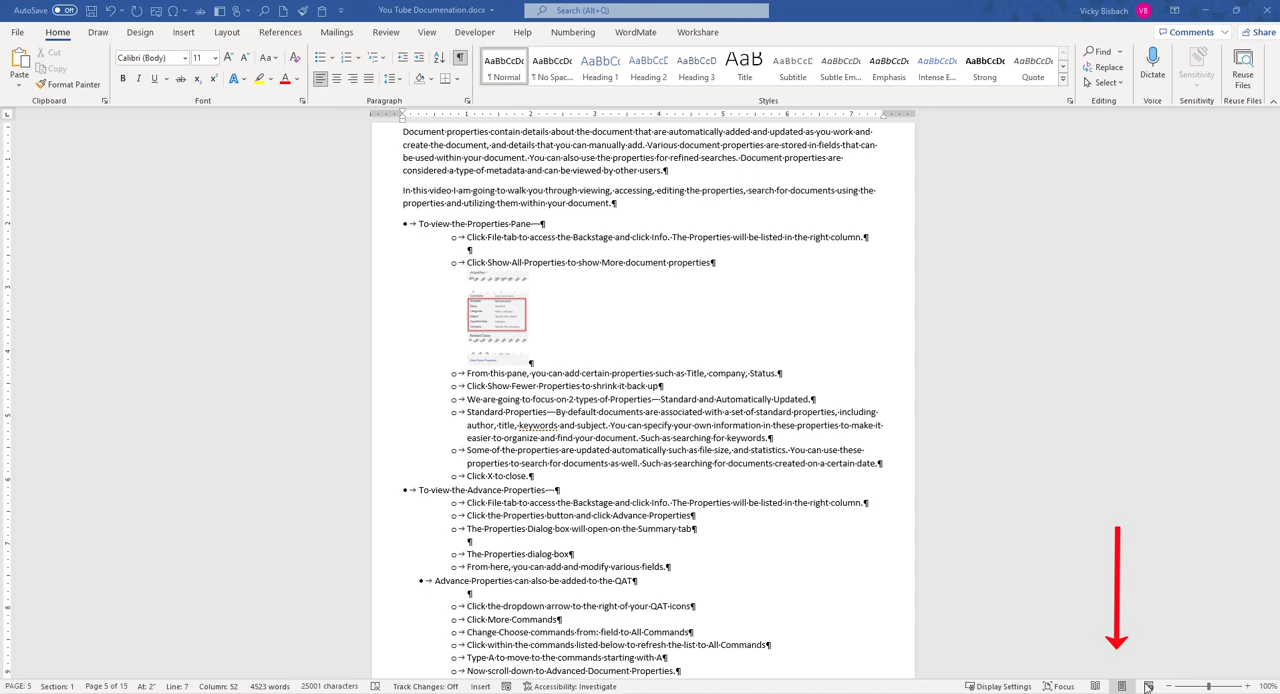 AutoSave Off You Tube Documenation.docx Search (Alt+Q) Vicky Bisbach VB
File Home Draw Design Insert Layout References Mailings Review View Developer Help Numbering WordMate Workshare Comments Share
Paste Cut Copy Format Painter
Calibri (Body) 11
Normal No Spac... Heading 1 Heading 2 Heading 3 Title Subtitle Subtle Em... Emphasis Intense E... Strong Quote
Find Replace Select Dictate Sensitivity Reuse Files
Clipboard Font Paragraph Styles Editing Voice Sensitivity Reuse Files
Document properties contain details about the document that are automatically added and updated as you work and
create the document, and details that you can manually add. Various document properties are stored in fields that can
be used within your document. You can also use the properties for refined searches. Document properties are
considered a type of metadata and can be viewed by other users.¶
In this video I am going to walk you through viewing, accessing, editing the properties, search for documents using the
properties and utilizing them within your document.¶
• To view the Properties Pane – ¶
o Click File tab to access the Backstage and click Info. The Properties will be listed in the right column.¶
¶
o Click Show All Properties to show More document properties¶
¶
o From this pane, you can add certain properties such as Title, company, Status.¶
o Click Show Fewer Properties to shrink it back up¶
o We are going to focus on 2 types of Properties – Standard and Automatically Updated.¶
o Standard Properties – By default documents are associated with a set of standard properties, including
author, title, keywords and subject. You can specify your own information in these properties to make it
easier to organize and find your document. Such as searching for keywords.¶
o Some of the properties are updated automatically such as file size, and statistics. You can use these
properties to search for documents as well. Such as searching for documents created on a certain date.¶
o Click X to close.¶
• To view the Advance Properties – ¶
o Click File tab to access the Backstage and click Info. The Properties will be listed in the right column.¶
o Click the Properties button and click Advance Properties¶
o The Properties Dialog box will open on the Summary tab¶
¶
o The Properties dialog box¶
o From here, you can add and modify various fields.¶
• Advance Properties can also be added to the QAT¶
¶
o Click the dropdown arrow to the right of your QAT icons¶
o Click More Commands¶
o Change Choose commands from: field to All Commands¶
o Click within the commands listed below to refresh the list to All Commands¶
o Type A to move to the commands starting with A¶
o Now scroll down to Advanced Document Properties.¶
PAGE: 5 Section: 1 Page 5 of 15 At: 2" Line: 7 Column: 52 4523 words 25001 characters Track Changes: Off Insert Accessibility: Investigate Display Settings Focus 100%